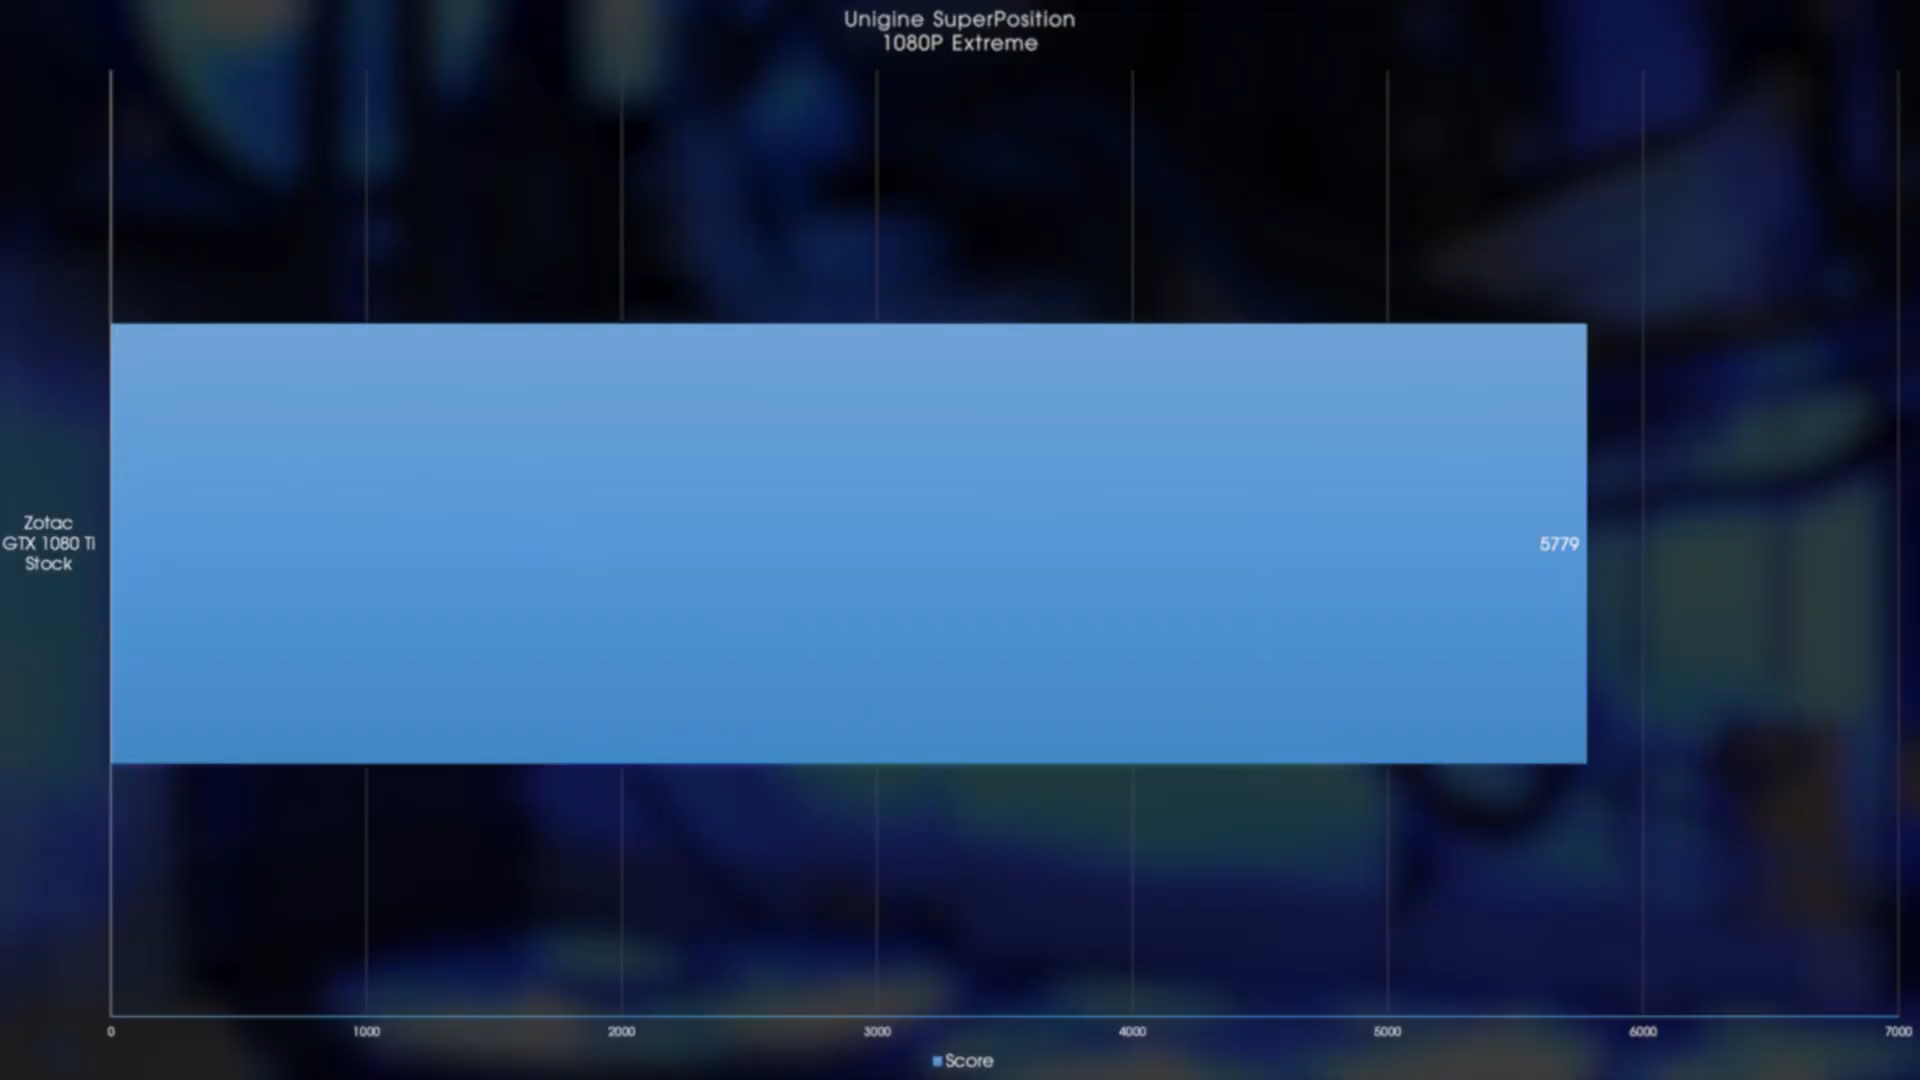 Unigine SuperPosition
1080P Extreme
Zotac
GTX 1080 Ti
Stock
5779
0 1000 2000 3000 4000 5000 6000 7000
Score